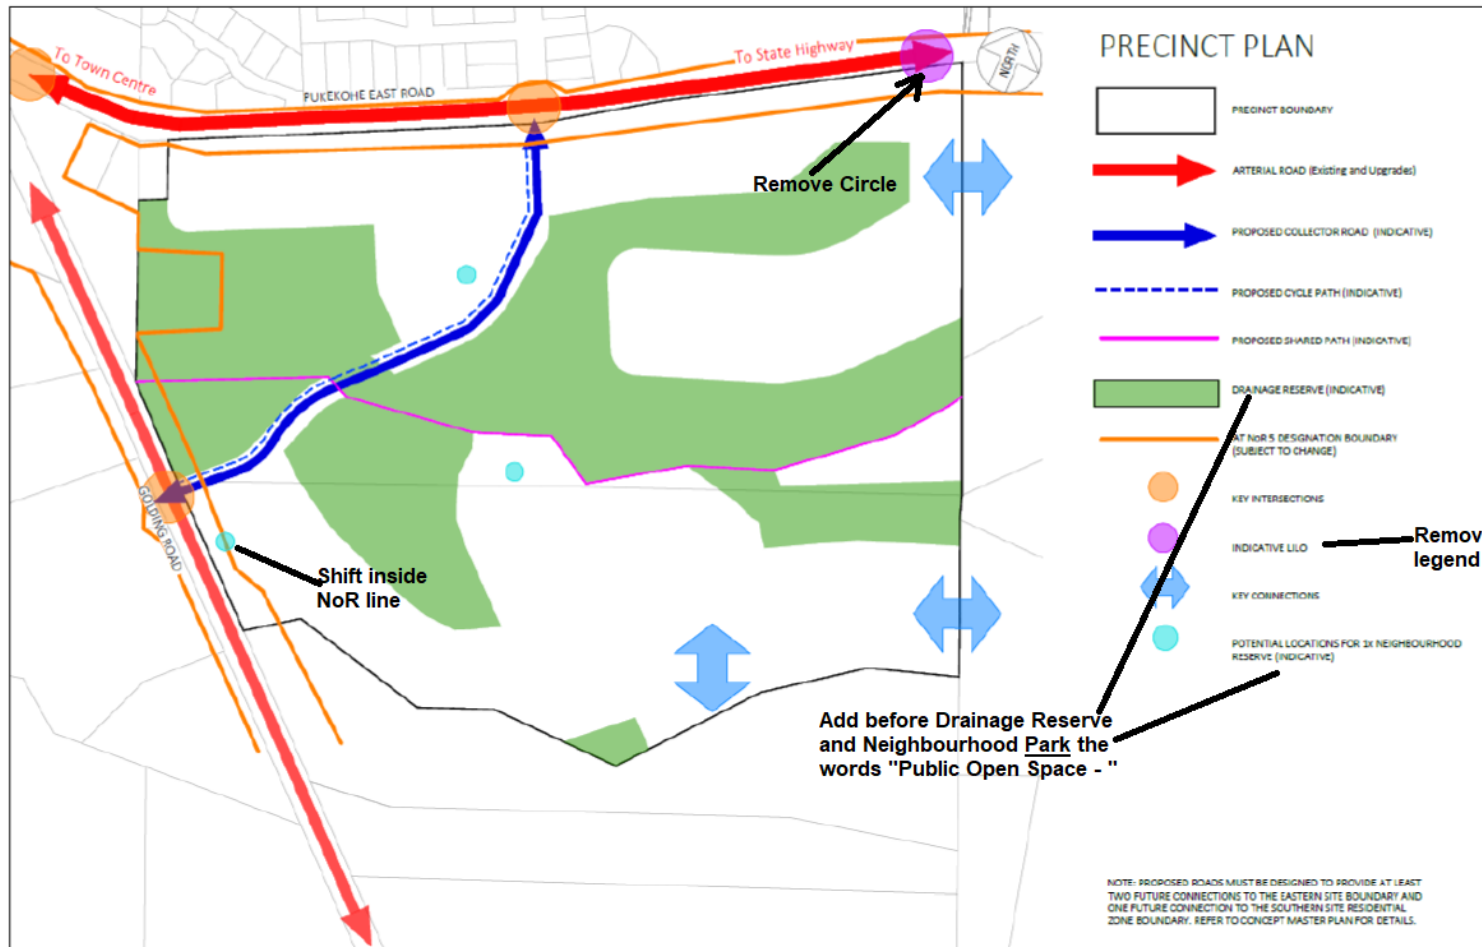 To Town Centre
PUKEKOHE EAST ROAD
To State Highway
NORTH
Remove Circle
GOLDING ROAD
Shift inside
NoR line
Add before Drainage Reserve
and Neighbourhood Park the
words "Public Open Space - "
PRECINCT PLAN
PRECINCT BOUNDARY
ARTERIAL ROAD (Existing and Upgrades)
PROPOSED COLLECTOR ROAD (INDICATIVE)
PROPOSED CYCLE PATH (INDICATIVE)
PROPOSED SHARED PATH (INDICATIVE)
DRAINAGE RESERVE (INDICATIVE)
AT NoR 5 DESIGNATION BOUNDARY
(SUBJECT TO CHANGE)
KEY INTERSECTIONS
INDICATIVE LILO
Remov
legend
KEY CONNECTIONS
POTENTIAL LOCATIONS FOR 1x NEIGHBOURHOOD
RESERVE (INDICATIVE)
NOTE: PROPOSED ROADS MUST BE DESIGNED TO PROVIDE AT LEAST
TWO FUTURE CONNECTIONS TO THE EASTERN SITE BOUNDARY AND
ONE FUTURE CONNECTION TO THE SOUTHERN SITE RESIDENTIAL
ZONE BOUNDARY. REFER TO CONCEPT MASTER PLAN FOR DETAILS.